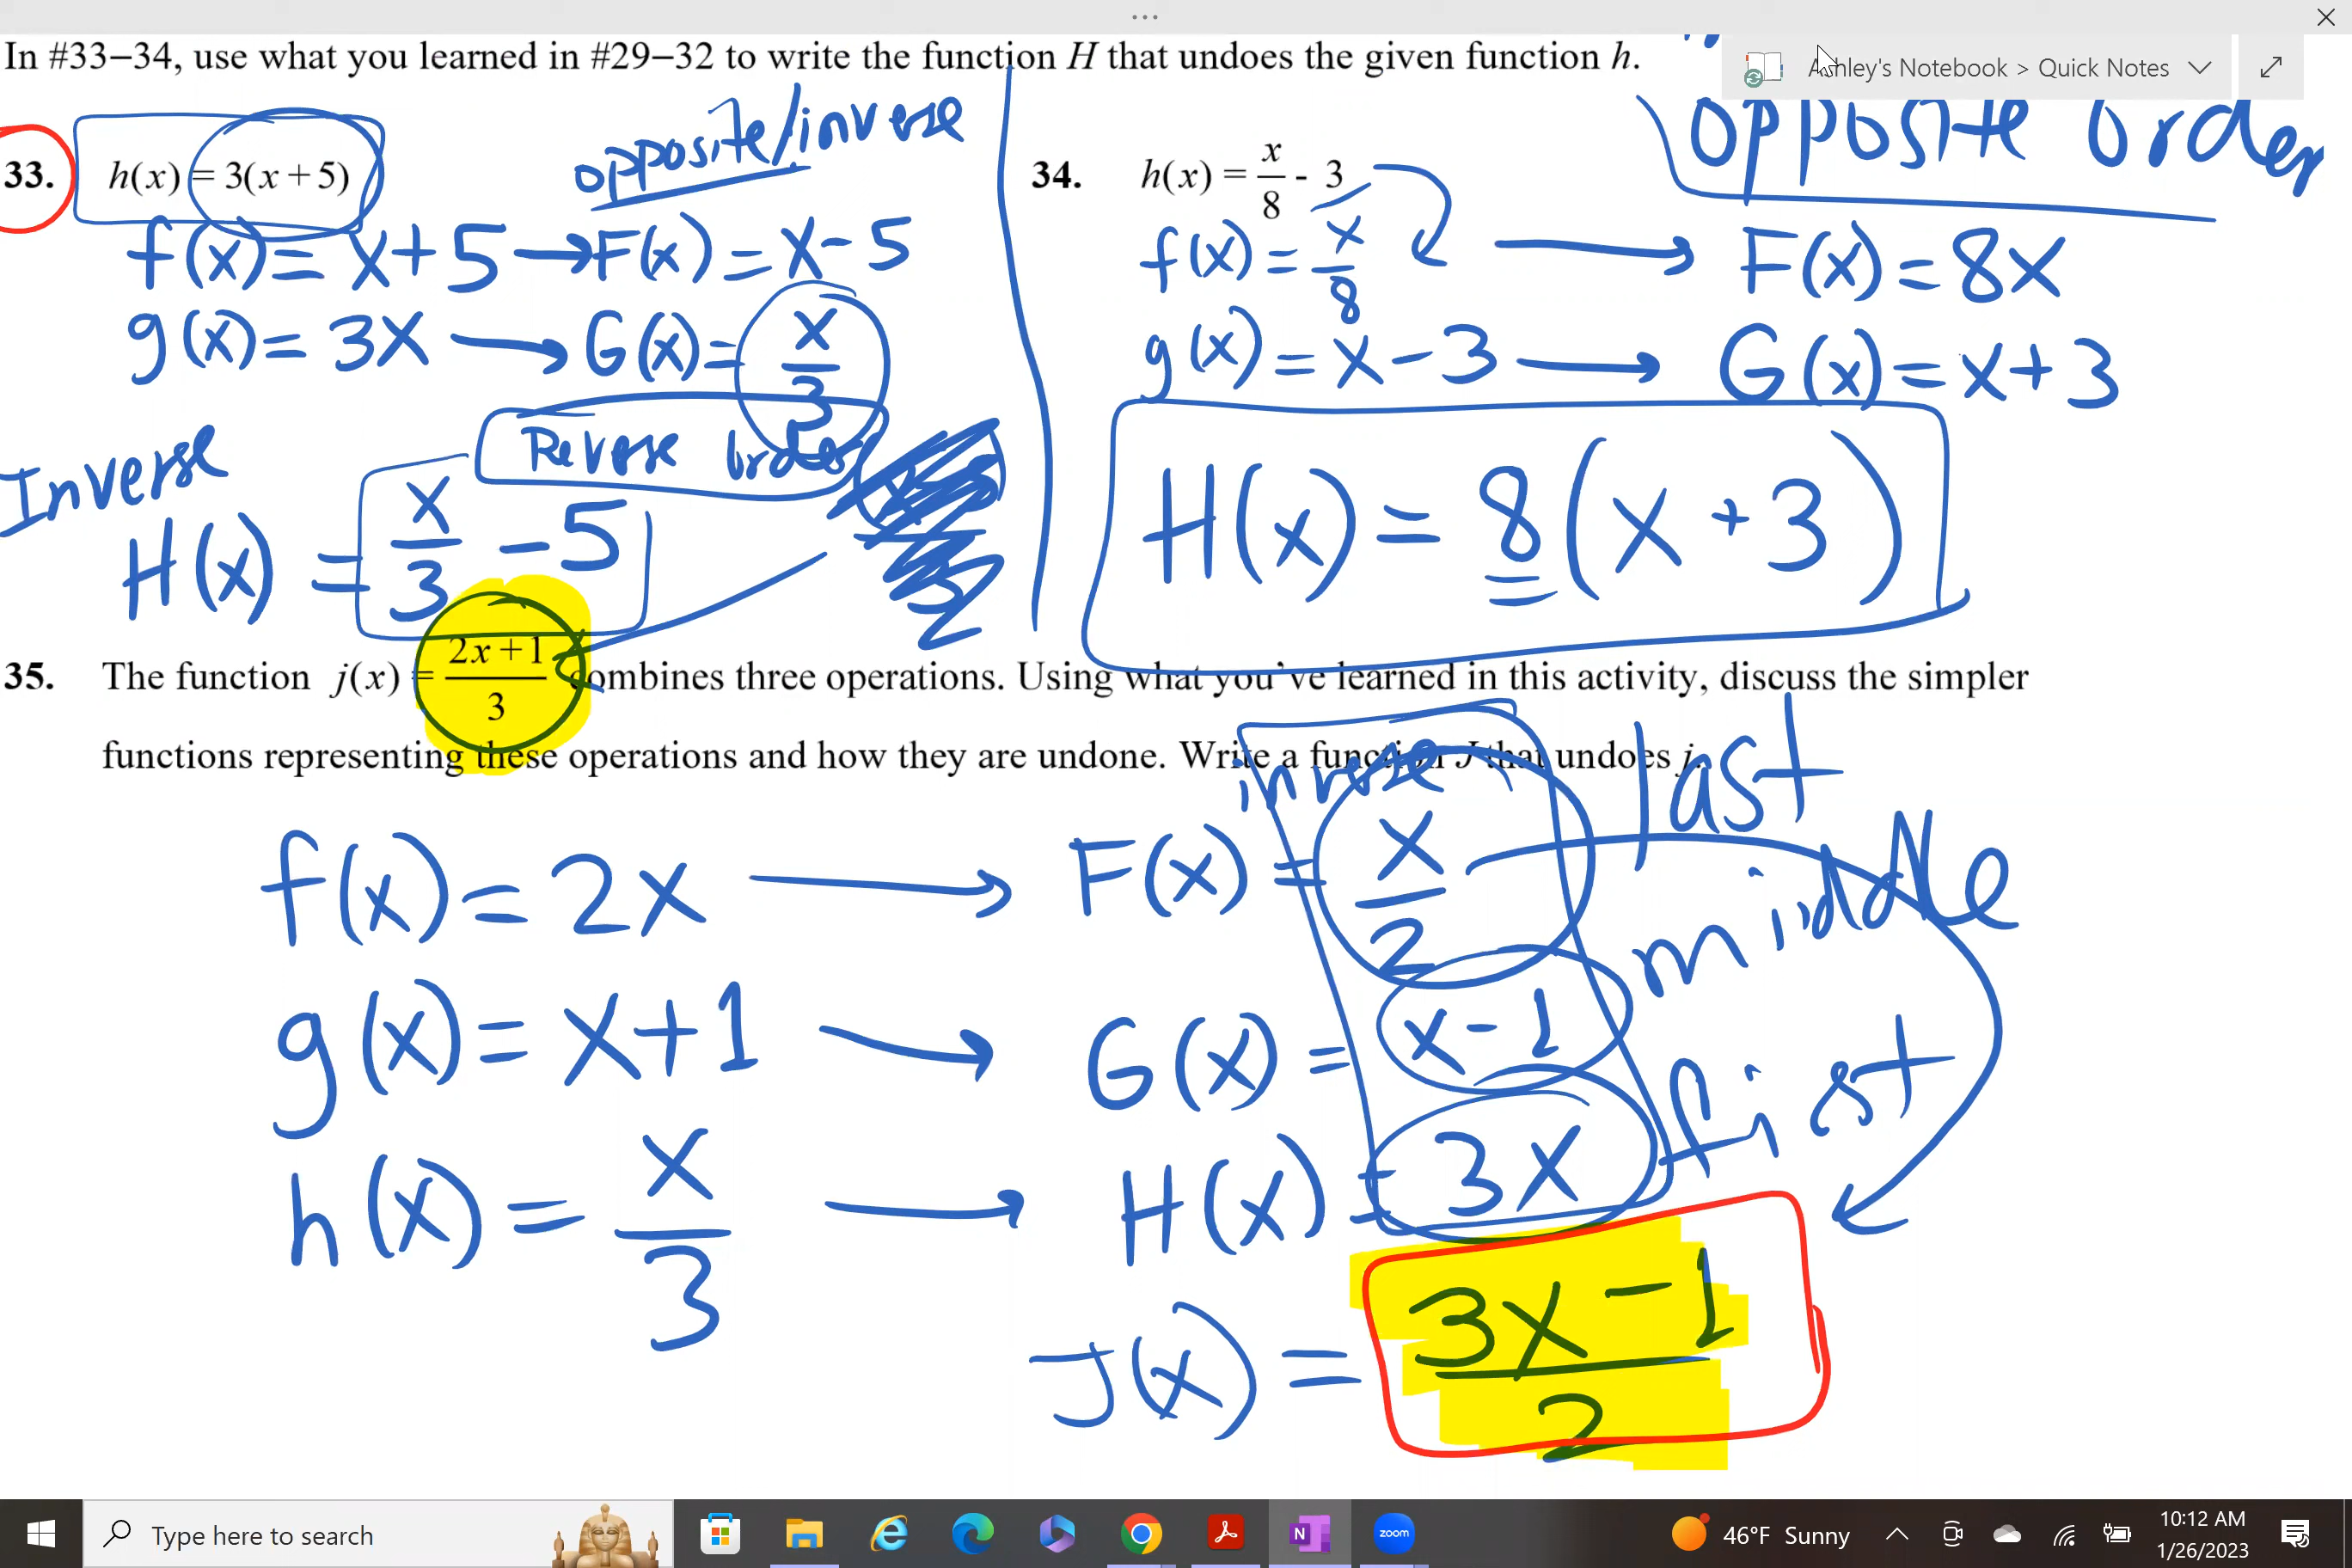 In #33–34, use what you learned in #29–32 to write the function H that undoes the given function h.
Ashley's Notebook > Quick Notes
opposite order
opposite/inverse
33. h(x) = 3(x + 5)
f(x) = x+5 → F(x) = x-5
g(x) = 3x → G(x) = x/3
Reverse order
Inverse
H(x) = x/3 - 5
34. h(x) = x/8 - 3
f(x) = x/8 → F(x) = 8x
g(x) = x-3 → G(x) = x+3
H(x) = 8(x+3)
35. The function j(x) = (2x+1)/3 combines three operations. Using what you've learned in this activity, discuss the simpler
functions representing these operations and how they are undone. Write a function J that undoes j.
inverse
f(x) = 2x → F(x) = x/2 last
g(x) = x+1 → G(x) = x-1 middle
h(x) = x/3 → H(x) = 3x first
J(x) = (3x-1)/2
Type here to search
N
zoom
46°F Sunny
10:12 AM
1/26/2023